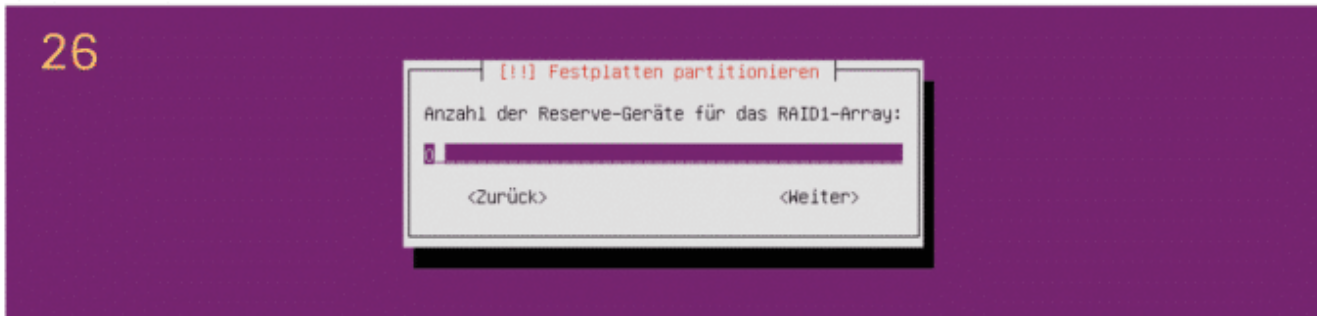 26
[!!] Festplatten partitionieren
Anzahl der Reserve-Geräte für das RAID1-Array:
0
<Zurück> <Weiter>